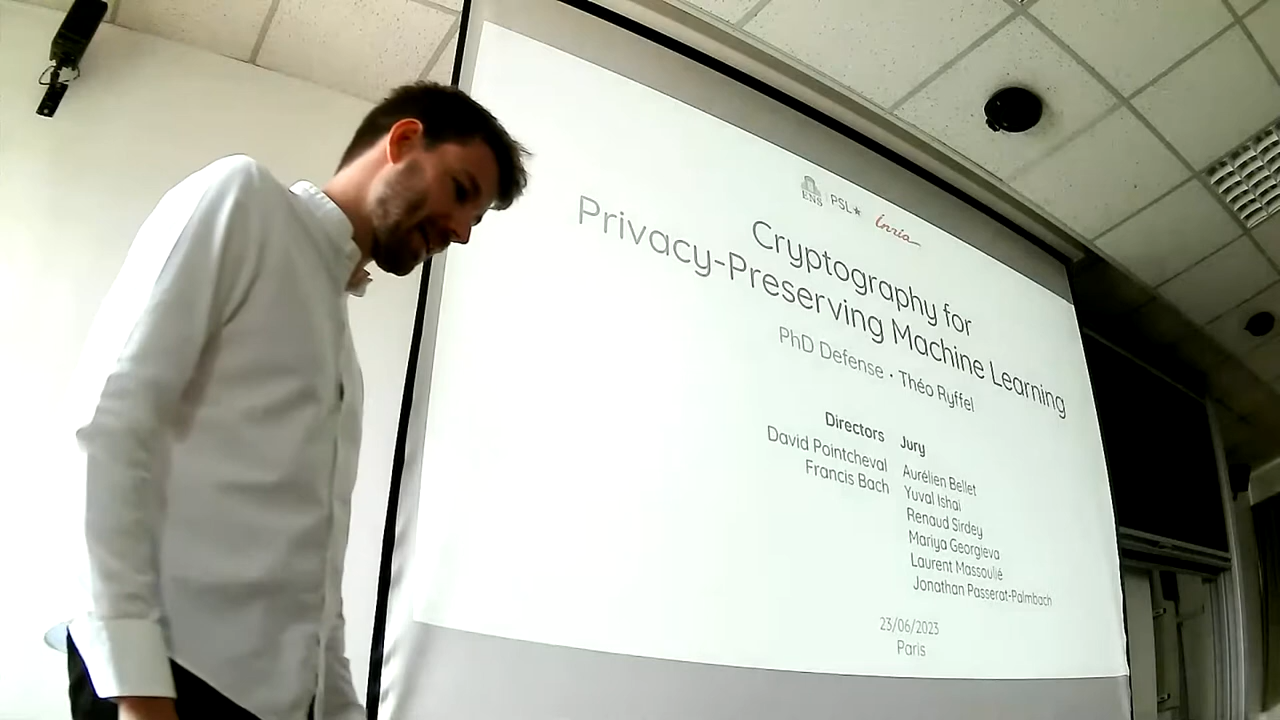 ENS
PSL★
Inria
Cryptography for
Privacy-Preserving Machine Learning
PhD Defense · Théo Ryffel
Directors
David Pointcheval
Francis Bach
Jury
Aurélien Bellet
Yuval Ishai
Renaud Sirdey
Mariya Georgieva
Laurent Massoulié
Jonathan Passerat-Palmbach
23/06/2023
Paris